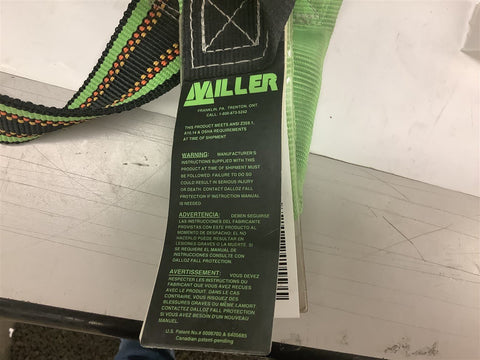 MILLER
FRANKLIN, PA, TRENTON, ONT.
CALL: 1-800-873-5242
THIS PRODUCT MEETS ANSI Z359.1,
A10.14 & OSHA REQUIREMENTS
AT TIME OF SHIPMENT
WARNING: MANUFACTURER'S
INSTRUCTIONS SUPPLIED WITH THIS
PRODUCT AT TIME OF SHIPMENT MUST
BE FOLLOWED. FAILURE TO DO SO
COULD RESULT IN SERIOUS INJURY
OR DEATH. CONTACT DALLOZ FALL
PROTECTION IF INSTRUCTION MANUAL
IS NEEDED.
ADVERTENCIA: DEBEN SEGUIRSE
LAS INSTRUCCIONES DEL FABRICANTE
PROVISTAS CON ESTE PRODUCTO AL
MOMENTO DE DESPACHO; EL NO
HACERLO PUEDE RESULTAR EN
LESIONES GRAVES O LA MUERTE. SI
SE REQUIERE EL MANUAL DE
INSTRUCCIONES CONSULTE CON
DALLOZ FALL PROTECTION.
AVERTISSEMENT: VOUS DEVEZ
RESPECTER LES INSTRUCTIONS DU
FABRICANT QUE VOUS AVEZ REÇUES
AVEC LE PRODUIT. DANS LE CAS
CONTRAIRE, VOUS RISQUEZ DES
BLESSURES GRAVES OU MÊME LA MORT.
CONTACTEZ DALLOZ FALL PROTECTION
SI VOUS AVEZ BESOIN D'UN NOUVEAU
MANUEL.
U.S. Patent No.# 6006700 & 6405685
Canadian patent-pending